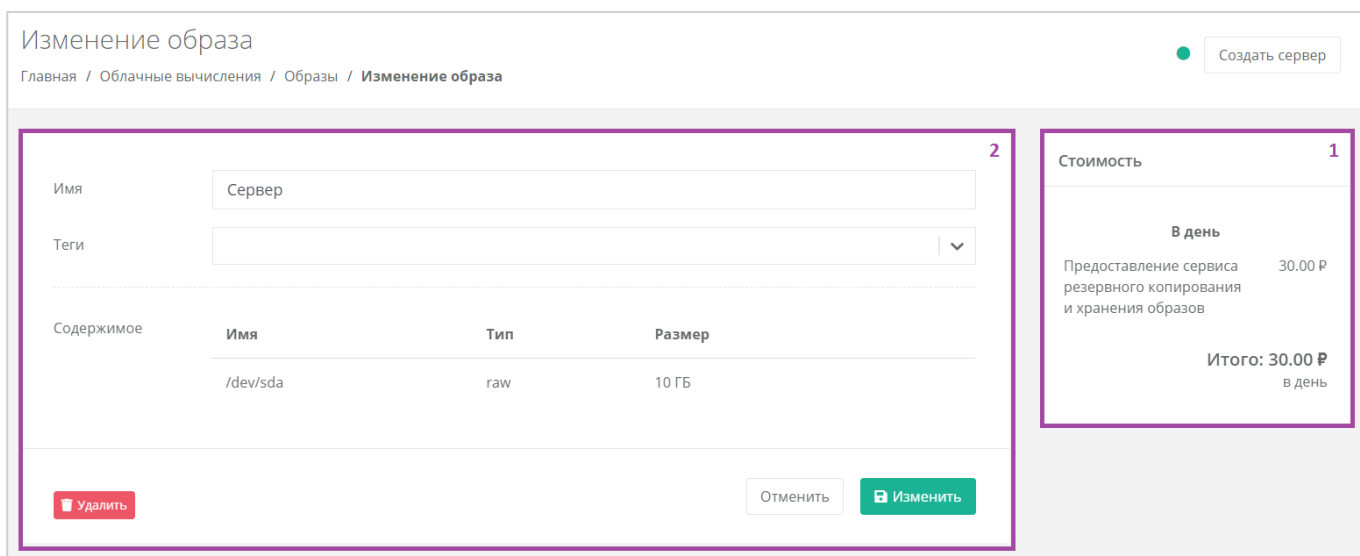 Изменение образа
Главная / Облачные вычисления / Образы / Изменение образа
Создать сервер
2
Имя
Сервер
Теги
Содержимое
Имя Тип Размер
/dev/sda raw 10 ГБ
Удалить
Отменить
Изменить
1
Стоимость
В день
Предоставление сервиса 30.00 ₽
резервного копирования
и хранения образов
Итого: 30.00 ₽
в день